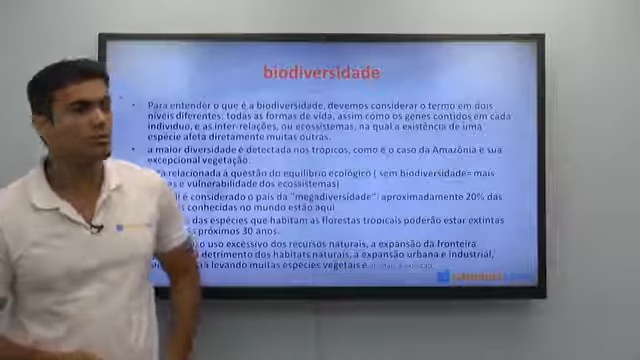 biodiversidade
• Para entender o que é a biodiversidade, devemos considerar o termo em dois
níveis diferentes: todas as formas de vida, assim como os genes contidos em cada
indivíduo, e as inter-relações, ou ecossistemas, na qual a existência de uma
espécie afeta diretamente muitas outras.
• a maior diversidade é detectada nos trópicos, como é o caso da Amazônia e sua
excepcional vegetação.
relacionada à questão do equilíbrio ecológico ( sem biodiversidade= mais
e vulnerabilidade dos ecossistemas)
é considerado o país da "megadiversidade": aproximadamente 20% das
conhecidas no mundo estão aqui
das espécies que habitam as florestas tropicais poderão estar extintas
próximos 30 anos.
o uso excessivo dos recursos naturais, a expansão da fronteira
detrimento dos habitats naturais, a expansão urbana e industrial,
levando muitas espécies vegetais e